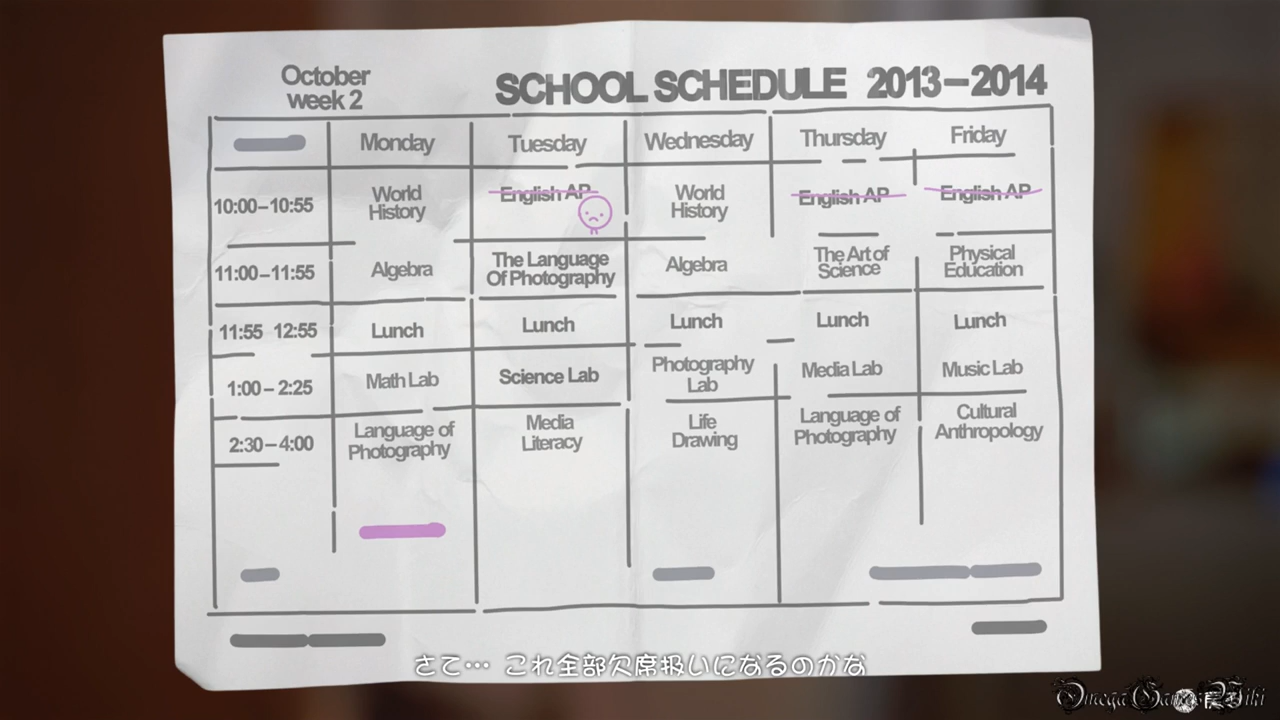 October
week 2
SCHOOL SCHEDULE 2013-2014
Monday
Tuesday
Wednesday
Thursday
Friday
10:00-10:55
World
History
English AP
World
History
English AP
English AP
11:00-11:55
Algebra
The Language
Of Photography
Algebra
The Art of
Science
Physical
Education
11:55 12:55
Lunch
Lunch
Lunch
Lunch
Lunch
1:00-2:25
Math Lab
Science Lab
Photography
Lab
Media Lab
Music Lab
2:30-4:00
Language of
Photography
Media
Literacy
Life
Drawing
Language of
Photography
Cultural
Anthropology
さて… これ全部欠席扱いになるのかな
Omega Games Wiki